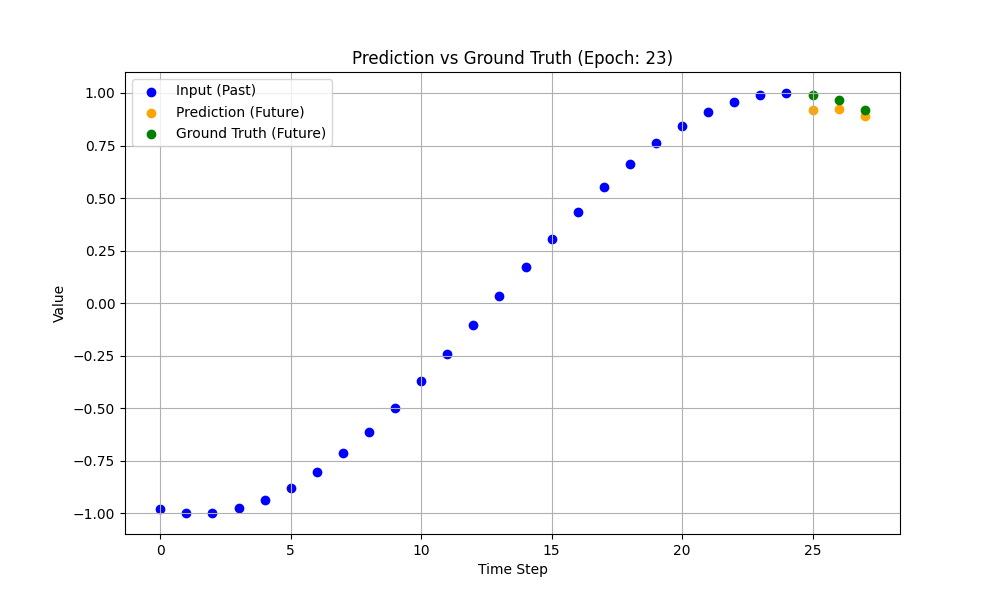 Prediction vs Ground Truth (Epoch: 23)
Input (Past)
Prediction (Future)
Ground Truth (Future)
1.00
0.75
0.50
0.25
0.00
−0.25
−0.50
−0.75
−1.00
Value
0 5 10 15 20 25
Time Step